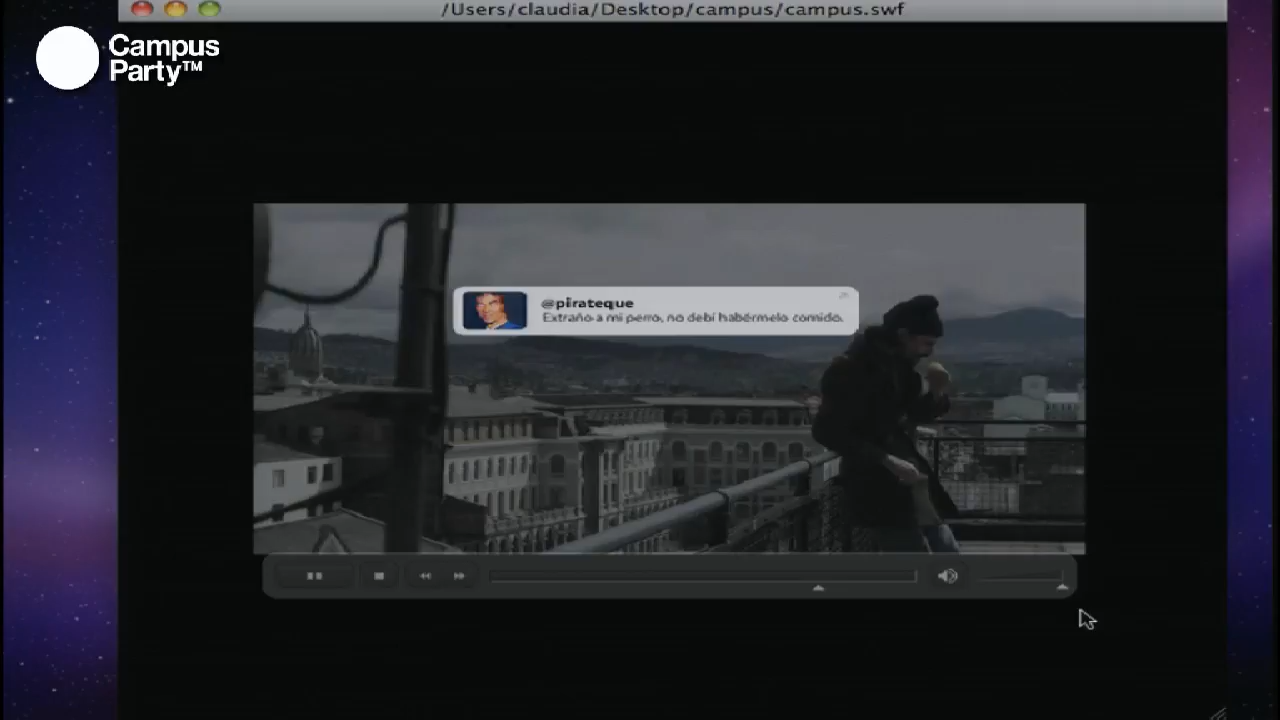 /Users/claudia/Desktop/campus/campus.swf
Campus
Party™
@pirateque
Extraño a mi perro, no debí habérmelo comido.